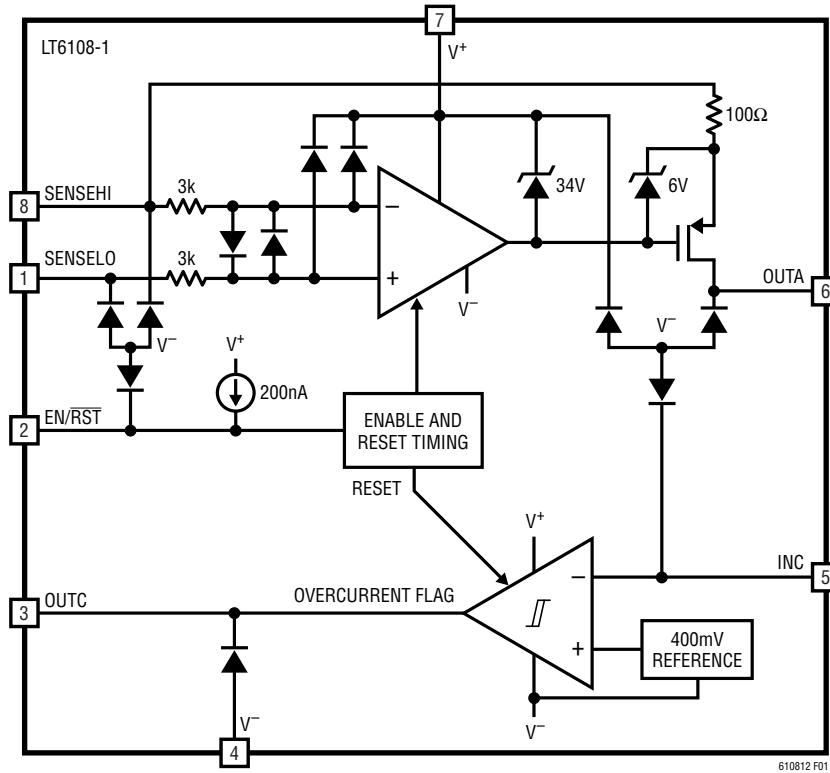 7
LT6108-1
V+
100Ω
34V
6V
3k
8 SENSEHI
−
3k
1 SENSELO
+
V−
OUTA 6
V−
V−
V+
200nA
2 EN/R̅S̅T̅
ENABLE AND
RESET TIMING
RESET
V+
INC 5
−
3 OUTC
OVERCURRENT FLAG
+
400mV
REFERENCE
V−
V−
4
610812 F01